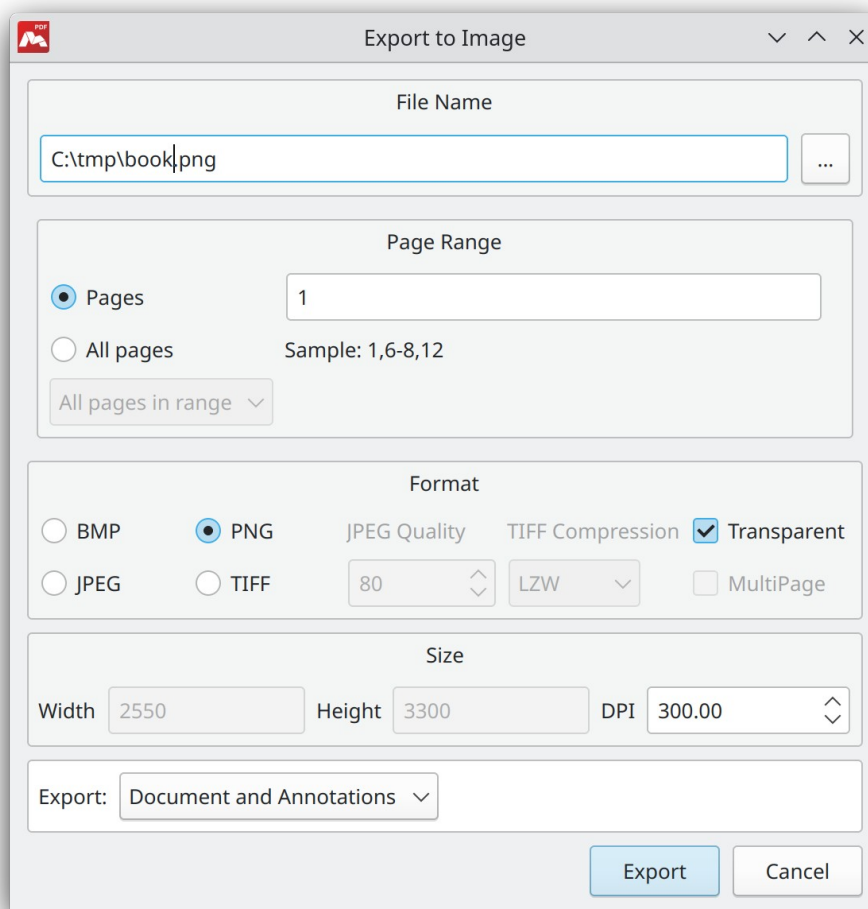 PDF
Export to Image
File Name
C:\tmp\book.png
...
Page Range
Pages
1
All pages
Sample: 1,6-8,12
All pages in range
Format
BMP
PNG
JPEG Quality
TIFF Compression
Transparent
JPEG
TIFF
80
LZW
MultiPage
Size
Width
2550
Height
3300
DPI
300.00
Export:
Document and Annotations
Export
Cancel